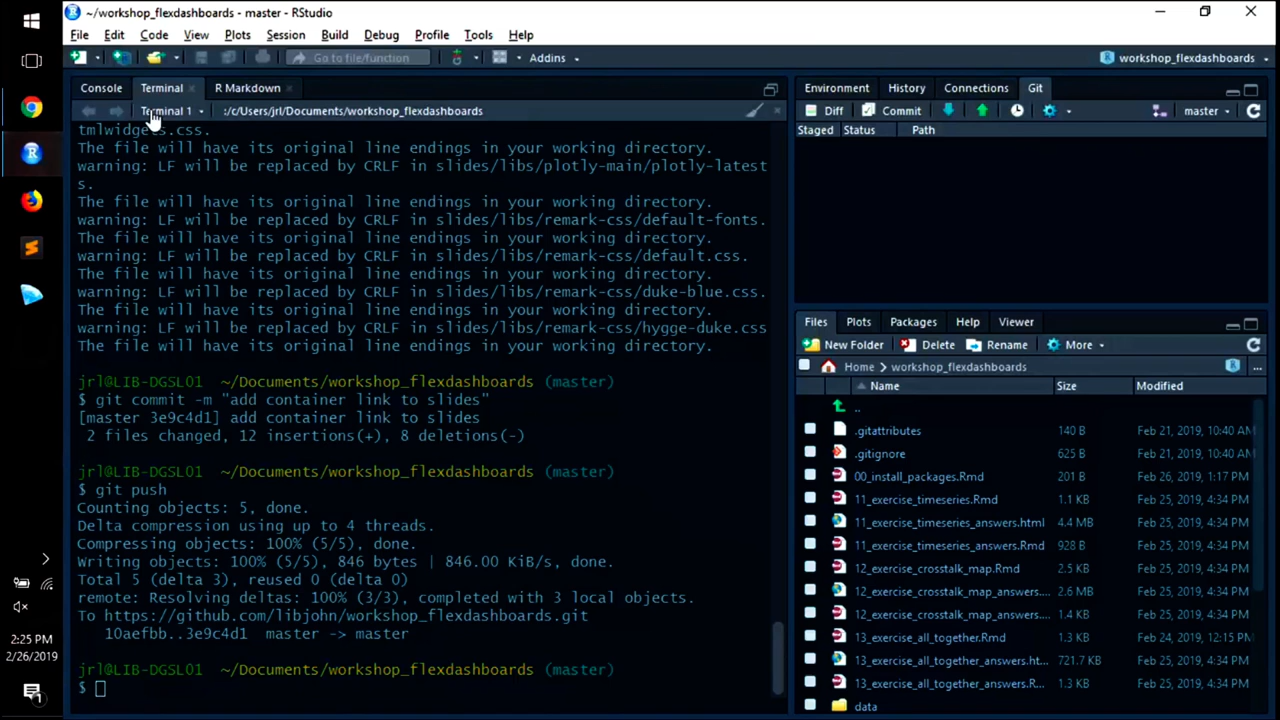 ~/workshop_flexdashboards - master - RStudio
File Edit Code View Plots Session Build Debug Profile Tools Help
Go to file/function Addins workshop_flexdashboards
Console Terminal R Markdown
Terminal 1 :/c/Users/jrl/Documents/workshop_flexdashboards
tmlwidgets.css.
The file will have its original line endings in your working directory.
warning: LF will be replaced by CRLF in slides/libs/plotly-main/plotly-latest
s.
The file will have its original line endings in your working directory.
warning: LF will be replaced by CRLF in slides/libs/remark-css/default-fonts.
The file will have its original line endings in your working directory.
warning: LF will be replaced by CRLF in slides/libs/remark-css/default.css.
The file will have its original line endings in your working directory.
warning: LF will be replaced by CRLF in slides/libs/remark-css/duke-blue.css.
The file will have its original line endings in your working directory.
warning: LF will be replaced by CRLF in slides/libs/remark-css/hygge-duke.css
The file will have its original line endings in your working directory.
jrl@LIB-DGSL01 ~/Documents/workshop_flexdashboards (master)
$ git commit -m "add container link to slides"
[master 3e9c4d1] add container link to slides
2 files changed, 12 insertions(+), 8 deletions(-)
jrl@LIB-DGSL01 ~/Documents/workshop_flexdashboards (master)
$ git push
Counting objects: 5, done.
Delta compression using up to 4 threads.
Compressing objects: 100% (5/5), done.
Writing objects: 100% (5/5), 846 bytes | 846.00 KiB/s, done.
Total 5 (delta 3), reused 0 (delta 0)
remote: Resolving deltas: 100% (3/3), completed with 3 local objects.
To https://github.com/libjohn/workshop_flexdashboards.git
10aefbb..3e9c4d1 master -> master
jrl@LIB-DGSL01 ~/Documents/workshop_flexdashboards (master)
$
Environment History Connections Git
Diff Commit master
Staged Status Path
Files Plots Packages Help Viewer
New Folder Delete Rename More
Home workshop_flexdashboards ...
Name Size Modified
..
.gitattributes 140 B Feb 21, 2019, 10:40 AM
.gitignore 625 B Feb 21, 2019, 10:40 AM
00_install_packages.Rmd 201 B Feb 26, 2019, 1:17 PM
11_exercise_timeseries.Rmd 1.1 KB Feb 25, 2019, 4:34 PM
11_exercise_timeseries_answers.html 4.4 MB Feb 25, 2019, 4:34 PM
11_exercise_timeseries_answers.Rmd 928 B Feb 25, 2019, 4:34 PM
12_exercise_crosstalk_map.Rmd 2.5 KB Feb 25, 2019, 4:34 PM
12_exercise_crosstalk_map_answers... 2.6 MB Feb 25, 2019, 4:34 PM
12_exercise_crosstalk_map_answers... 1.4 KB Feb 25, 2019, 4:34 PM
13_exercise_all_together.Rmd 1.3 KB Feb 24, 2019, 12:15 PM
13_exercise_all_together_answers.ht... 721.7 KB Feb 25, 2019, 4:34 PM
13_exercise_all_together_answers.R... 1.3 KB Feb 25, 2019, 4:34 PM
data
2:25 PM
2/26/2019